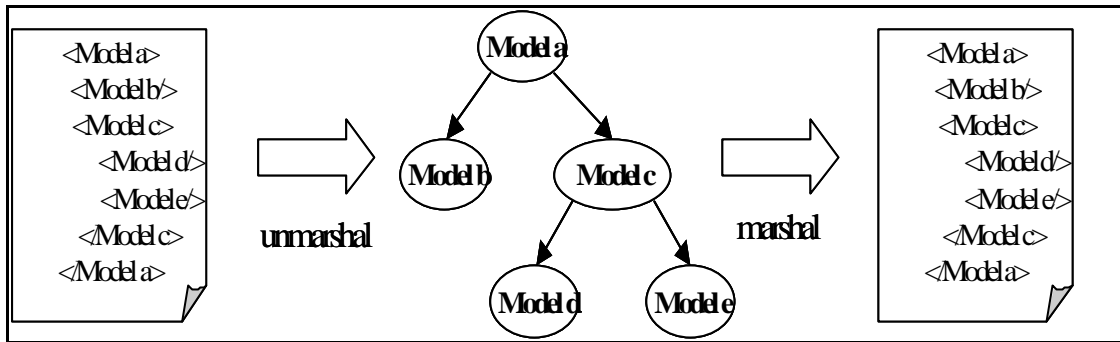 <Model a>
<Model b/>
<Model c>
<Model d/>
<Model e/>
</Model c>
</Model a>
unmarshal
Model a
Model b
Model c
Model d
Model e
marshal
<Model a>
<Model b/>
<Model c>
<Model d/>
<Model e/>
</Model c>
</Model a>